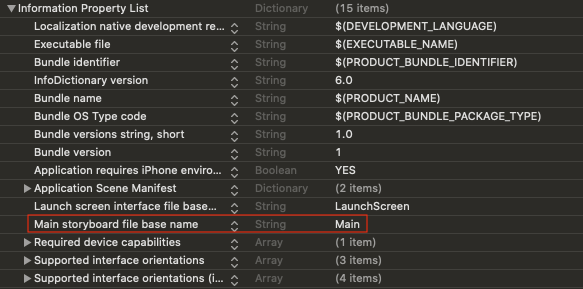 Information Property List Dictionary (15 items)
Localization native development re... String $(DEVELOPMENT_LANGUAGE)
Executable file String $(EXECUTABLE_NAME)
Bundle identifier String $(PRODUCT_BUNDLE_IDENTIFIER)
InfoDictionary version String 6.0
Bundle name String $(PRODUCT_NAME)
Bundle OS Type code String $(PRODUCT_BUNDLE_PACKAGE_TYPE)
Bundle versions string, short String 1.0
Bundle version String 1
Application requires iPhone enviro... Boolean YES
Application Scene Manifest Dictionary (2 items)
Launch screen interface file base... String LaunchScreen
Main storyboard file base name String Main
Required device capabilities Array (1 item)
Supported interface orientations Array (3 items)
Supported interface orientations (i... Array (4 items)